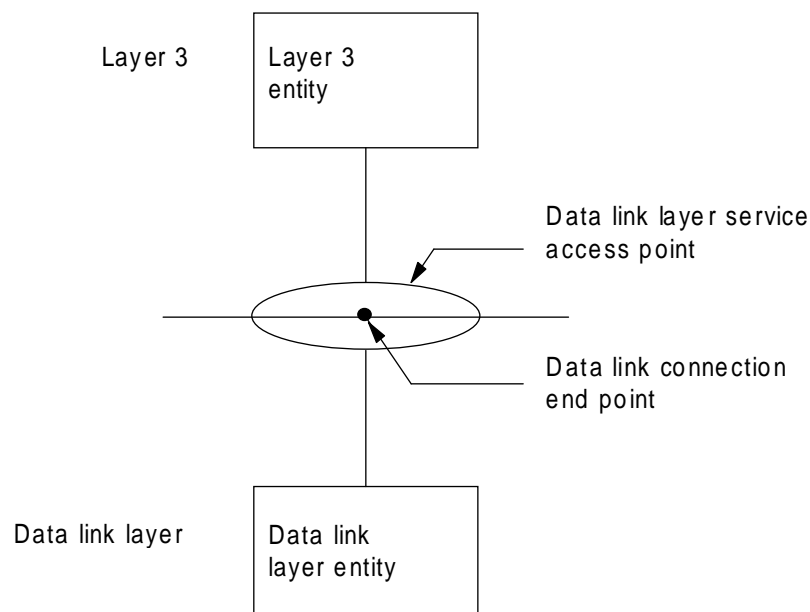 Layer 3
Layer 3
entity
Data link layer service
access point
Data link connection
end point
Data link layer
Data link
layer entity